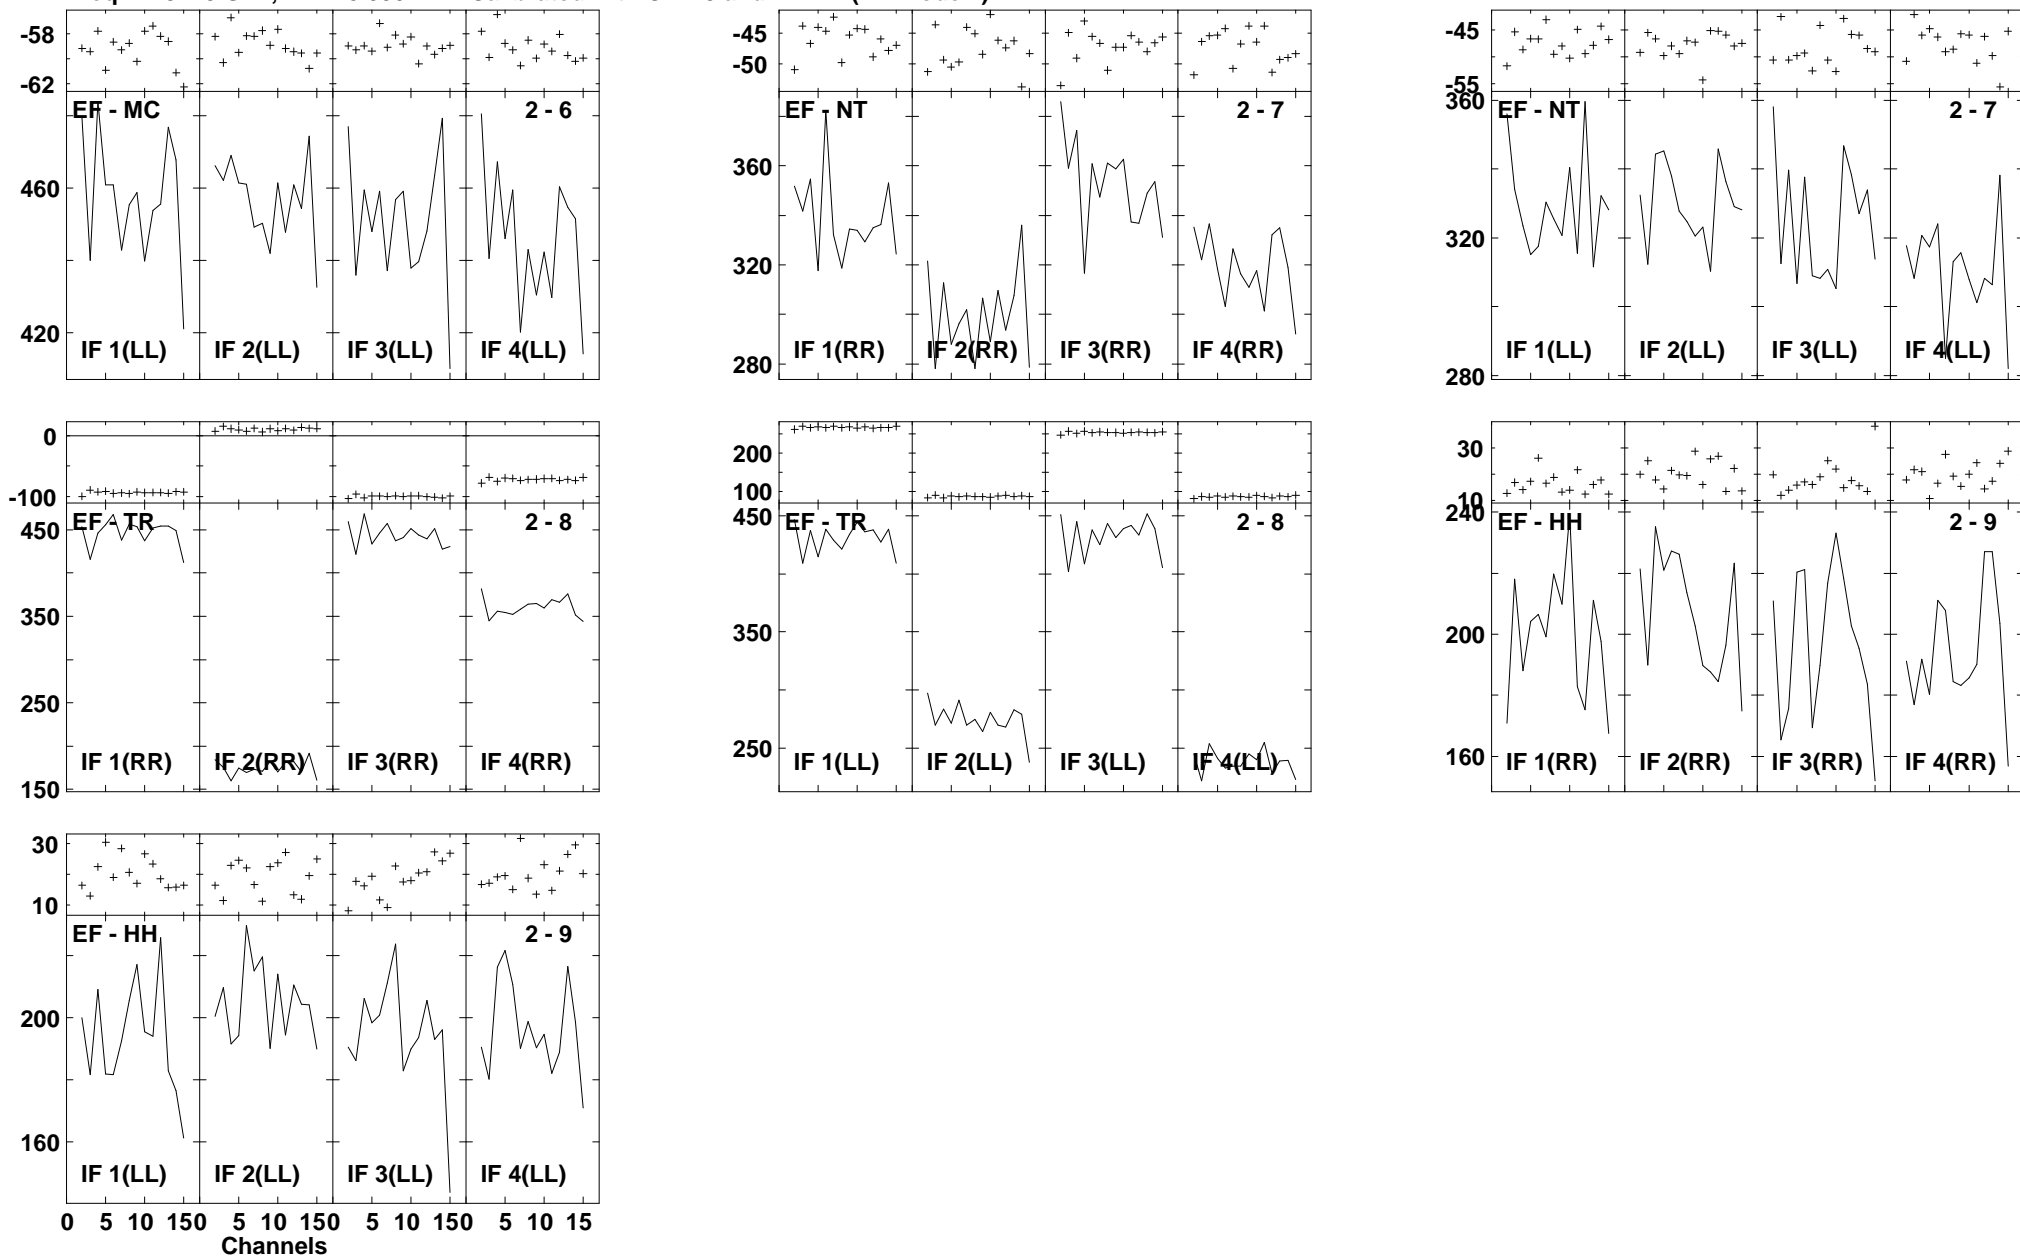 -58
-62
EF - MC
2 - 6
460
420
IF 1(LL)
IF 2(LL)
IF 3(LL)
IF 4(LL)
-45
-50
EF - NT
2 - 7
360
320
280
IF 1(RR)
IF 2(RR)
IF 3(RR)
IF 4(RR)
-45
-55
360
EF - NT
2 - 7
320
280
IF 1(LL)
IF 2(LL)
IF 3(LL)
IF 4(LL)
0
-100
EF - TR
2 - 8
450
350
250
150
IF 1(RR)
IF 2(RR)
IF 3(RR)
IF 4(RR)
200
100
EF - TR
2 - 8
450
350
250
IF 1(LL)
IF 2(LL)
IF 3(LL)
IF 4(LL)
30
10
240
EF - HH
2 - 9
200
160
IF 1(RR)
IF 2(RR)
IF 3(RR)
IF 4(RR)
30
10
EF - HH
2 - 9
200
160
IF 1(LL)
IF 2(LL)
IF 3(LL)
IF 4(LL)
0 5 10 150 5 10 150 5 10 150 5 10 15
Channels